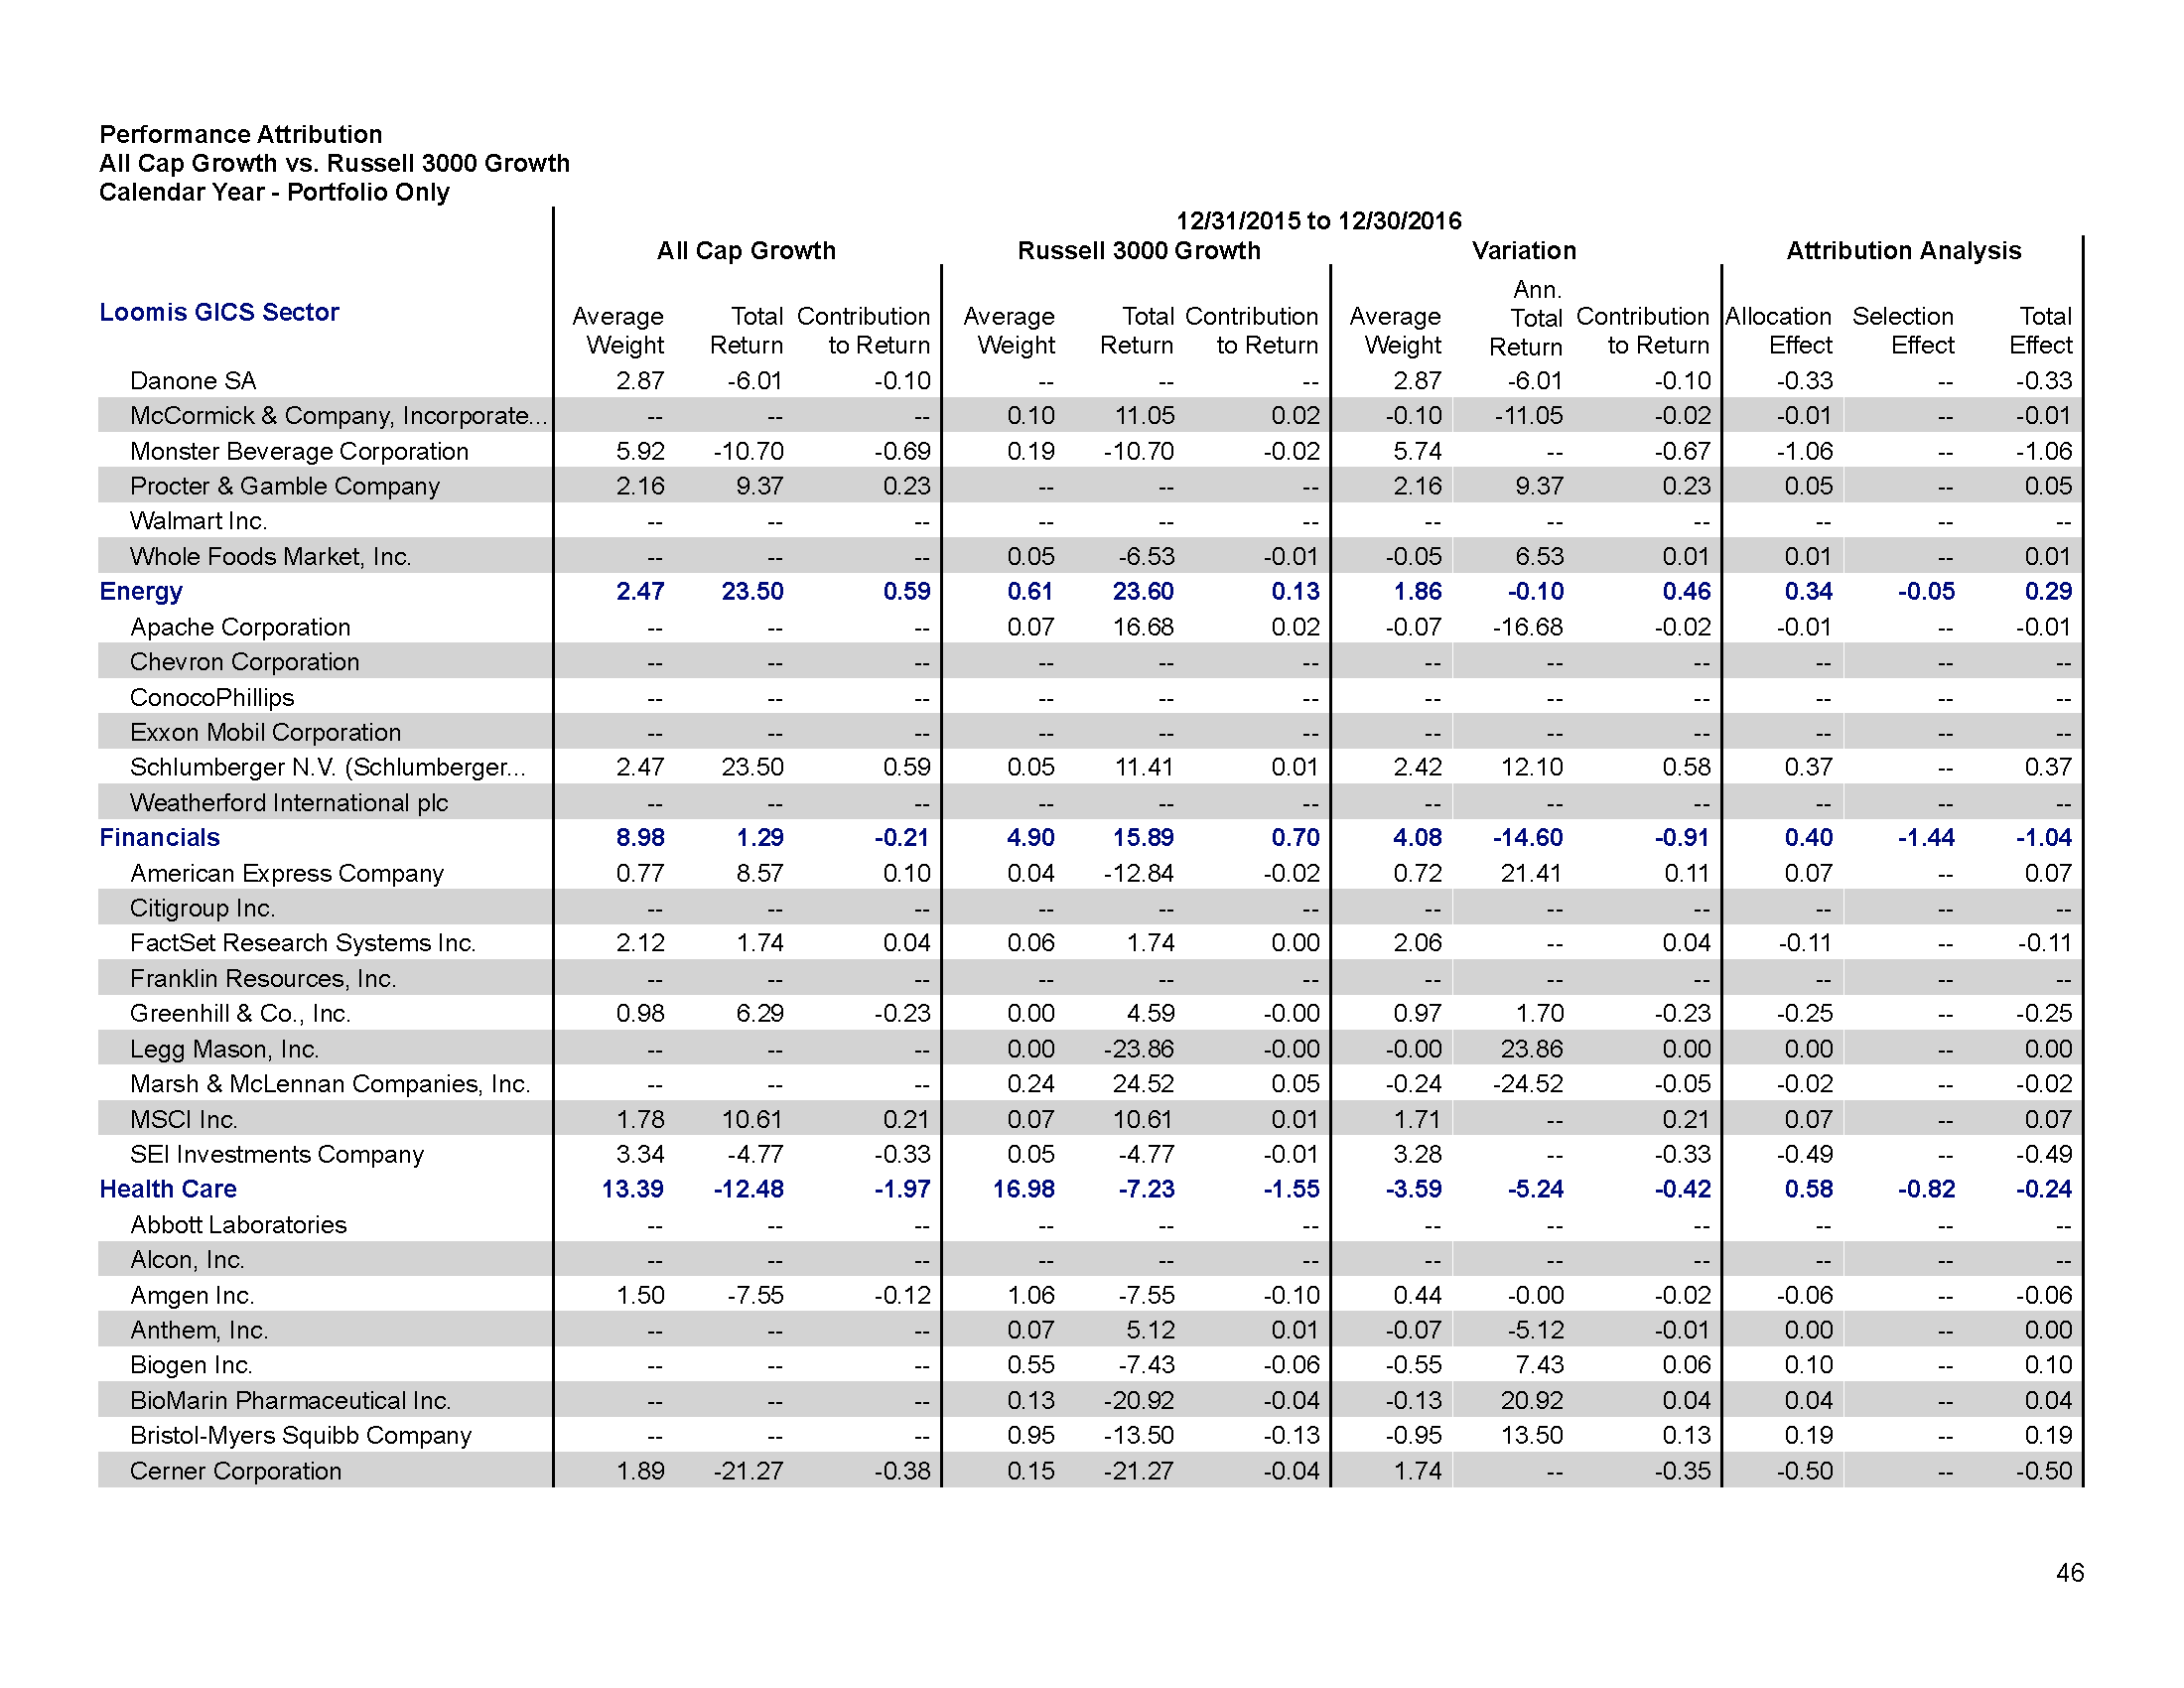 Performance Attribution
All Cap Growth vs. Russell 3000 Growth
Calendar Year - Portfolio Only
12/31/2015 to 12/30/2016
All Cap Growth Russell 3000 Growth Variation Attribution Analysis
Loomis GICS Sector Average Weight Total Return Contribution to Return Average Weight Total Return Contribution to Return Average Weight Ann. Total Return Contribution to Return Allocation Effect Selection Effect Total Effect
Danone SA 2.87 -6.01 -0.10 -- -- -- 2.87 -6.01 -0.10 -0.33 -- -0.33
McCormick & Company, Incorporate... -- -- -- 0.10 11.05 0.02 -0.10 -11.05 -0.02 -0.01 -- -0.01
Monster Beverage Corporation 5.92 -10.70 -0.69 0.19 -10.70 -0.02 5.74 -- -0.67 -1.06 -- -1.06
Procter & Gamble Company 2.16 9.37 0.23 -- -- -- 2.16 9.37 0.23 0.05 -- 0.05
Walmart Inc. -- -- -- -- -- -- -- -- -- -- -- --
Whole Foods Market, Inc. -- -- -- 0.05 -6.53 -0.01 -0.05 6.53 0.01 0.01 -- 0.01
Energy 2.47 23.50 0.59 0.61 23.60 0.13 1.86 -0.10 0.46 0.34 -0.05 0.29
Apache Corporation -- -- -- 0.07 16.68 0.02 -0.07 -16.68 -0.02 -0.01 -- -0.01
Chevron Corporation -- -- -- -- -- -- -- -- -- -- -- --
ConocoPhillips -- -- -- -- -- -- -- -- -- -- -- --
Exxon Mobil Corporation -- -- -- -- -- -- -- -- -- -- -- --
Schlumberger N.V. (Schlumberger... 2.47 23.50 0.59 0.05 11.41 0.01 2.42 12.10 0.58 0.37 -- 0.37
Weatherford International plc -- -- -- -- -- -- -- -- -- -- -- --
Financials 8.98 1.29 -0.21 4.90 15.89 0.70 4.08 -14.60 -0.91 0.40 -1.44 -1.04
American Express Company 0.77 8.57 0.10 0.04 -12.84 -0.02 0.72 21.41 0.11 0.07 -- 0.07
Citigroup Inc. -- -- -- -- -- -- -- -- -- -- -- --
FactSet Research Systems Inc. 2.12 1.74 0.04 0.06 1.74 0.00 2.06 -- 0.04 -0.11 -- -0.11
Franklin Resources, Inc. -- -- -- -- -- -- -- -- -- -- -- --
Greenhill & Co., Inc. 0.98 6.29 -0.23 0.00 4.59 -0.00 0.97 1.70 -0.23 -0.25 -- -0.25
Legg Mason, Inc. -- -- -- 0.00 -23.86 -0.00 -0.00 23.86 0.00 0.00 -- 0.00
Marsh & McLennan Companies, Inc. -- -- -- 0.24 24.52 0.05 -0.24 -24.52 -0.05 -0.02 -- -0.02
MSCI Inc. 1.78 10.61 0.21 0.07 10.61 0.01 1.71 -- 0.21 0.07 -- 0.07
SEI Investments Company 3.34 -4.77 -0.33 0.05 -4.77 -0.01 3.28 -- -0.33 -0.49 -- -0.49
Health Care 13.39 -12.48 -1.97 16.98 -7.23 -1.55 -3.59 -5.24 -0.42 0.58 -0.82 -0.24
Abbott Laboratories -- -- -- -- -- -- -- -- -- -- -- --
Alcon, Inc. -- -- -- -- -- -- -- -- -- -- -- --
Amgen Inc. 1.50 -7.55 -0.12 1.06 -7.55 -0.10 0.44 -0.00 -0.02 -0.06 -- -0.06
Anthem, Inc. -- -- -- 0.07 5.12 0.01 -0.07 -5.12 -0.01 0.00 -- 0.00
Biogen Inc. -- -- -- 0.55 -7.43 -0.06 -0.55 7.43 0.06 0.10 -- 0.10
BioMarin Pharmaceutical Inc. -- -- -- 0.13 -20.92 -0.04 -0.13 20.92 0.04 0.04 -- 0.04
Bristol-Myers Squibb Company -- -- -- 0.95 -13.50 -0.13 -0.95 13.50 0.13 0.19 -- 0.19
Cerner Corporation 1.89 -21.27 -0.38 0.15 -21.27 -0.04 1.74 -- -0.35 -0.50 -- -0.50
46